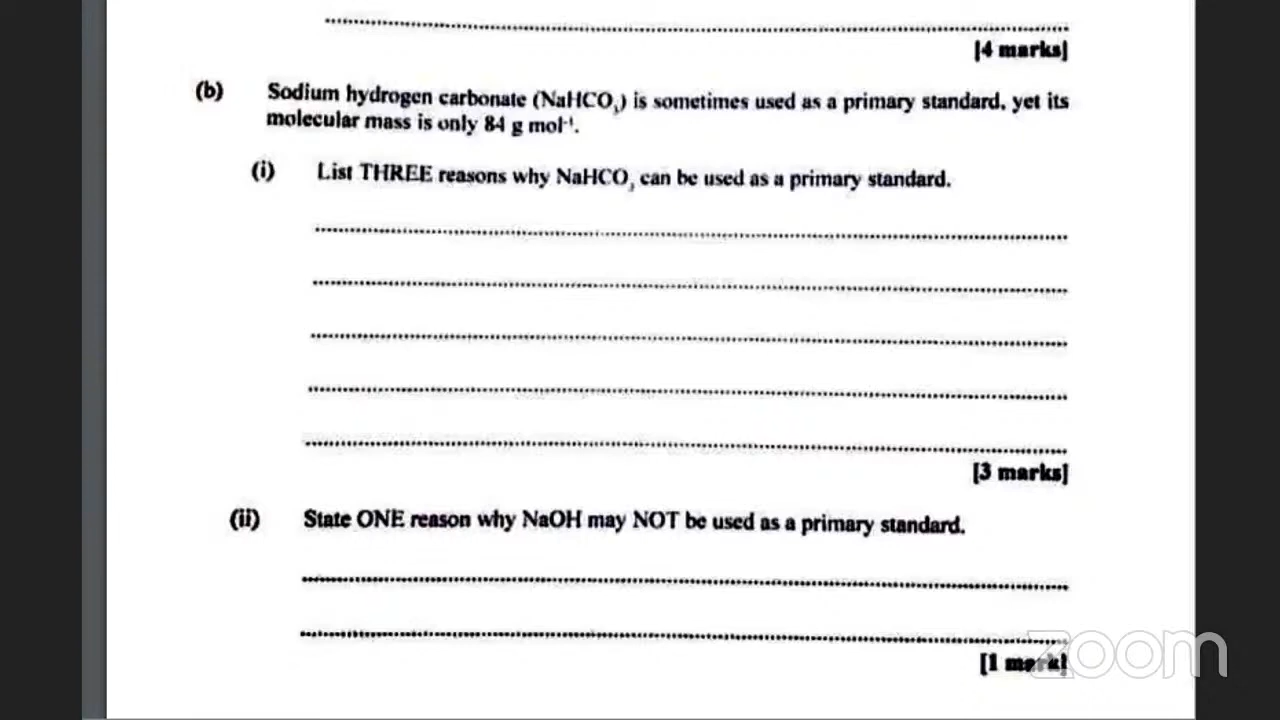 [4 marks]
(b) Sodium hydrogen carbonate (NaHCO₃) is sometimes used as a primary standard, yet its
molecular mass is only 84 g mol⁻¹.
(i) List THREE reasons why NaHCO₃ can be used as a primary standard.
[3 marks]
(ii) State ONE reason why NaOH may NOT be used as a primary standard.
[1 mark]
zoom